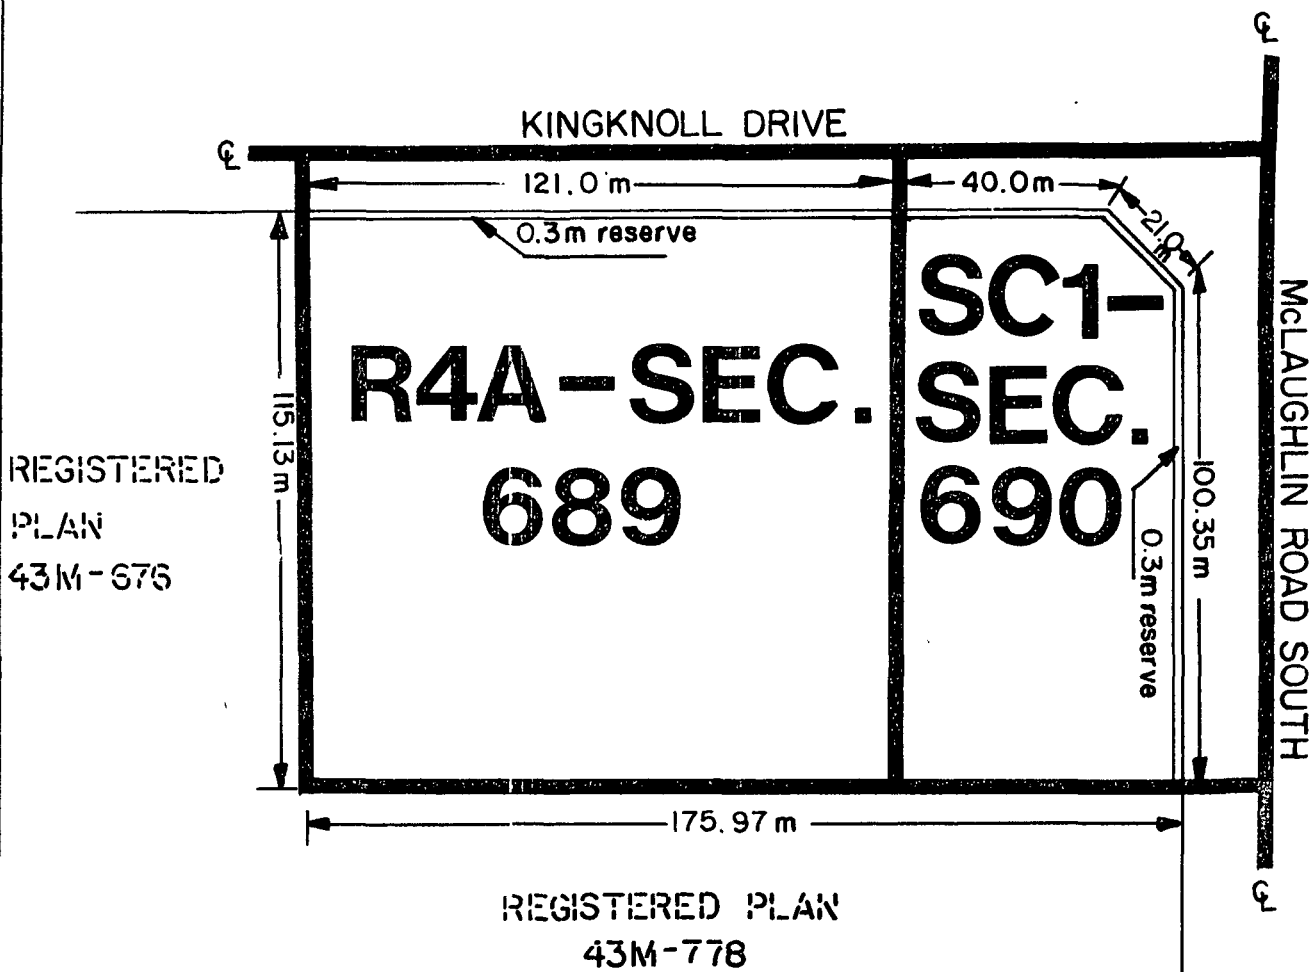 ℄
KINGKNOLL DRIVE
℄
121.0 m
40.0m
21.0 m
0.3m reserve
SC1-
SEC.
690
R4A-SEC.
689
115.13 m
100.35 m
0.3m reserve
McLAUGHLIN ROAD SOUTH
REGISTERED
PLAN
43M-676
175.97 m
REGISTERED PLAN
43M-778
℄